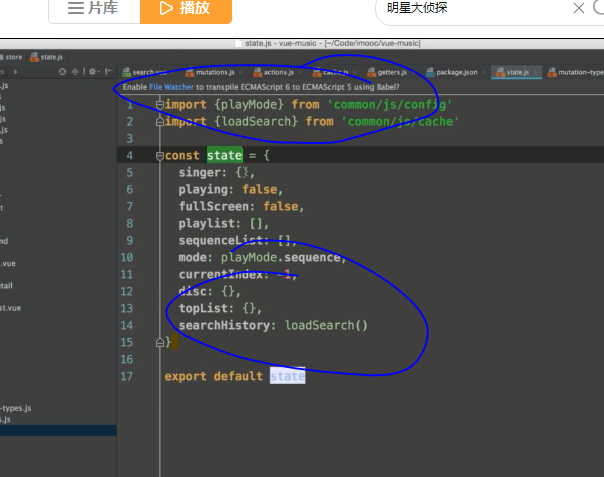 片库
播放
明星大侦探
state.js - vue-music - [~/Code/imooc/vue-music]
store
state.js
search.vue
mutations.js
actions.js
cache.js
getters.js
package.json
state.js
mutation-type
Enable File Watcher to transpile ECMAScript 6 to ECMAScript 5 using Babel?
1 import {playMode} from 'common/js/config'
2 import {loadSearch} from 'common/js/cache'
3
4 const state = {
5 singer: {},
6 playing: false,
7 fullScreen: false,
8 playlist: [],
9 sequenceList: [],
10 mode: playMode.sequence,
11 currentIndex: -1,
12 disc: {},
13 topList: {},
14 searchHistory: loadSearch()
15 }
16
17 export default state
.js
s
.js
.js
t
nd
.vue
etail
st.vue
-types.js
s.js